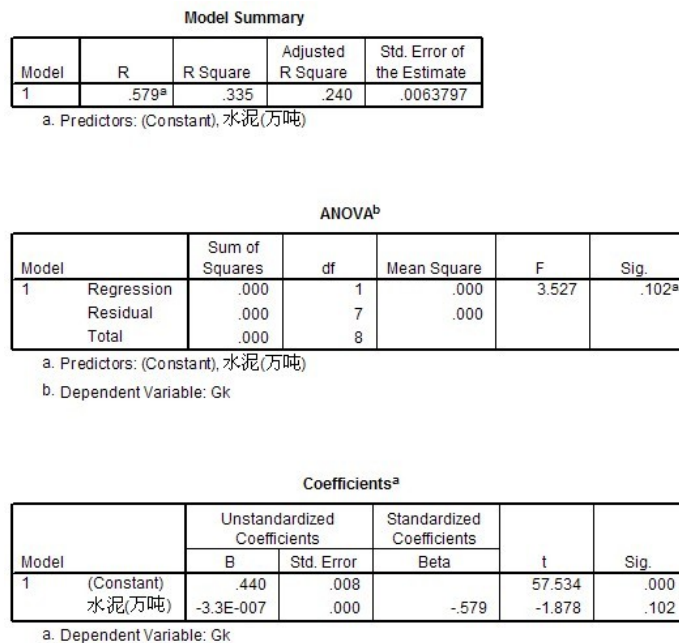 Model Summary
Model R R Square Adjusted R Square Std. Error of the Estimate
1 .579a .335 .240 .0063797
a. Predictors: (Constant), 水泥(万吨)
ANOVAb
Model Sum of Squares df Mean Square F Sig.
1 Regression .000 1 .000 3.527 .102a
Residual .000 7 .000
Total .000 8
a. Predictors: (Constant), 水泥(万吨)
b. Dependent Variable: Gk
Coefficientsa
Unstandardized Coefficients Standardized Coefficients
Model B Std. Error Beta t Sig.
1 (Constant) .440 .008 57.534 .000
水泥(万吨) -3.3E-007 .000 -.579 -1.878 .102
a. Dependent Variable: Gk